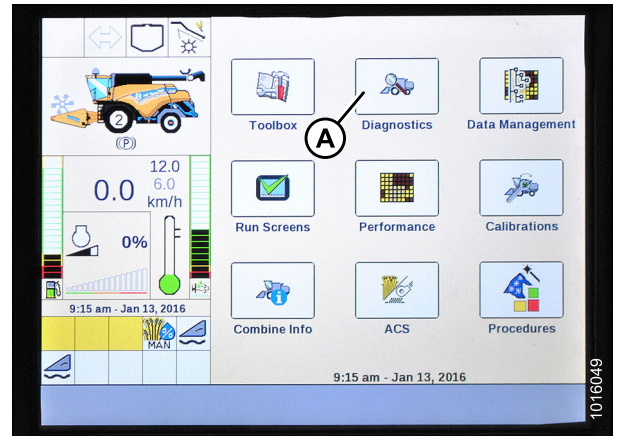 2
(P)
12.0
6.0
0.0
km/h
0%
9:15 am - Jan 13, 2016
%
MAN
Toolbox
Diagnostics
Data Management
A
Run Screens
Performance
Calibrations
i
Combine Info
ACS
Procedures
9:15 am - Jan 13, 2016
1016049